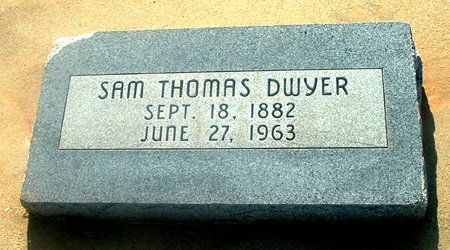 SAM THOMAS DWYER
SEPT. 18, 1882
JUNE 27, 1963